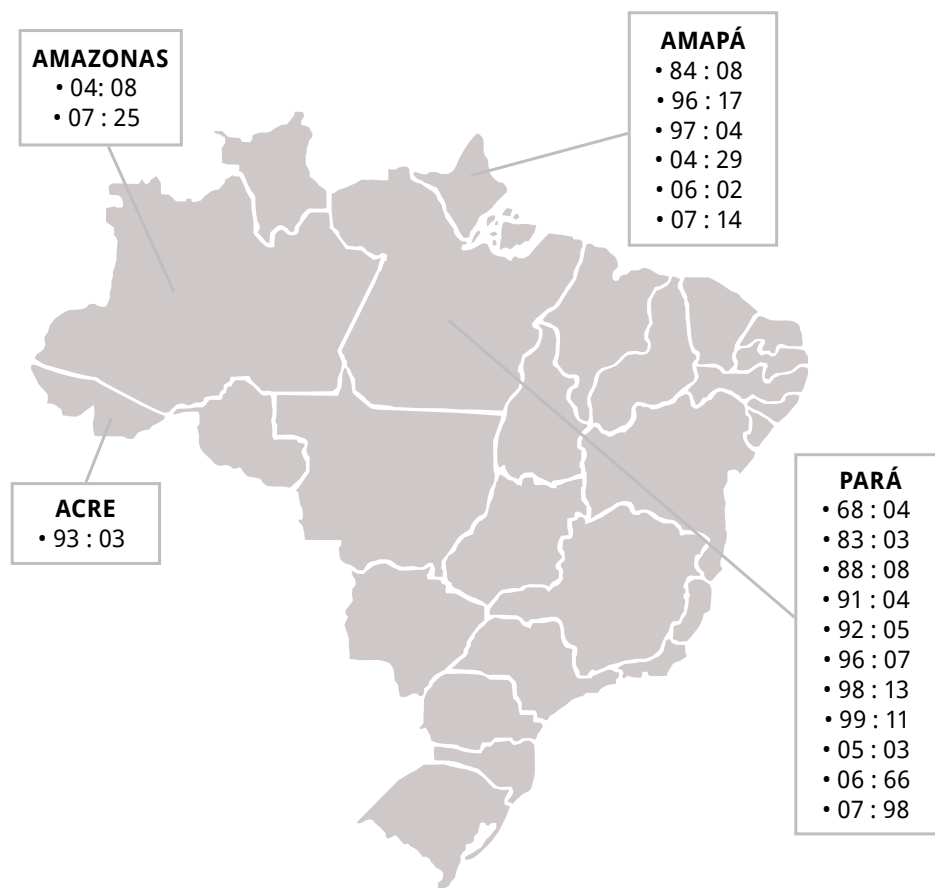 AMAZONAS
• 04: 08
• 07 : 25
AMAPÁ
• 84 : 08
• 96 : 17
• 97 : 04
• 04 : 29
• 06 : 02
• 07 : 14
ACRE
• 93 : 03
PARÁ
• 68 : 04
• 83 : 03
• 88 : 08
• 91 : 04
• 92 : 05
• 96 : 07
• 98 : 13
• 99 : 11
• 05 : 03
• 06 : 66
• 07 : 98